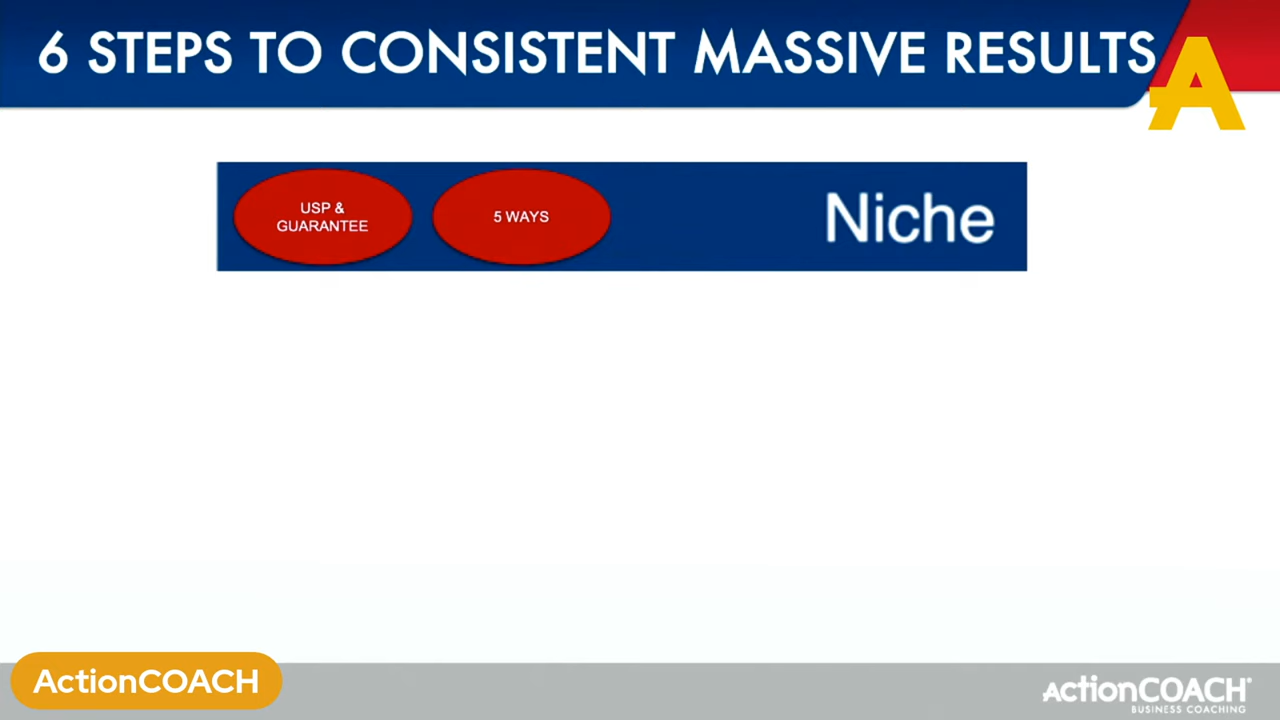 6 STEPS TO CONSISTENT MASSIVE RESULTS
A
USP &
GUARANTEE
5 WAYS
Niche
ActionCOACH
ActionCOACH®
BUSINESS COACHING